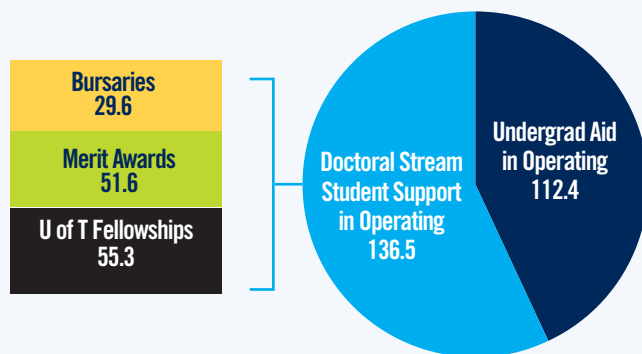 Bursaries
29.6
Merit Awards
51.6
U of T Fellowships
55.3
Doctoral Stream
Student Support
in Operating
136.5
Undergrad Aid
in Operating
112.4